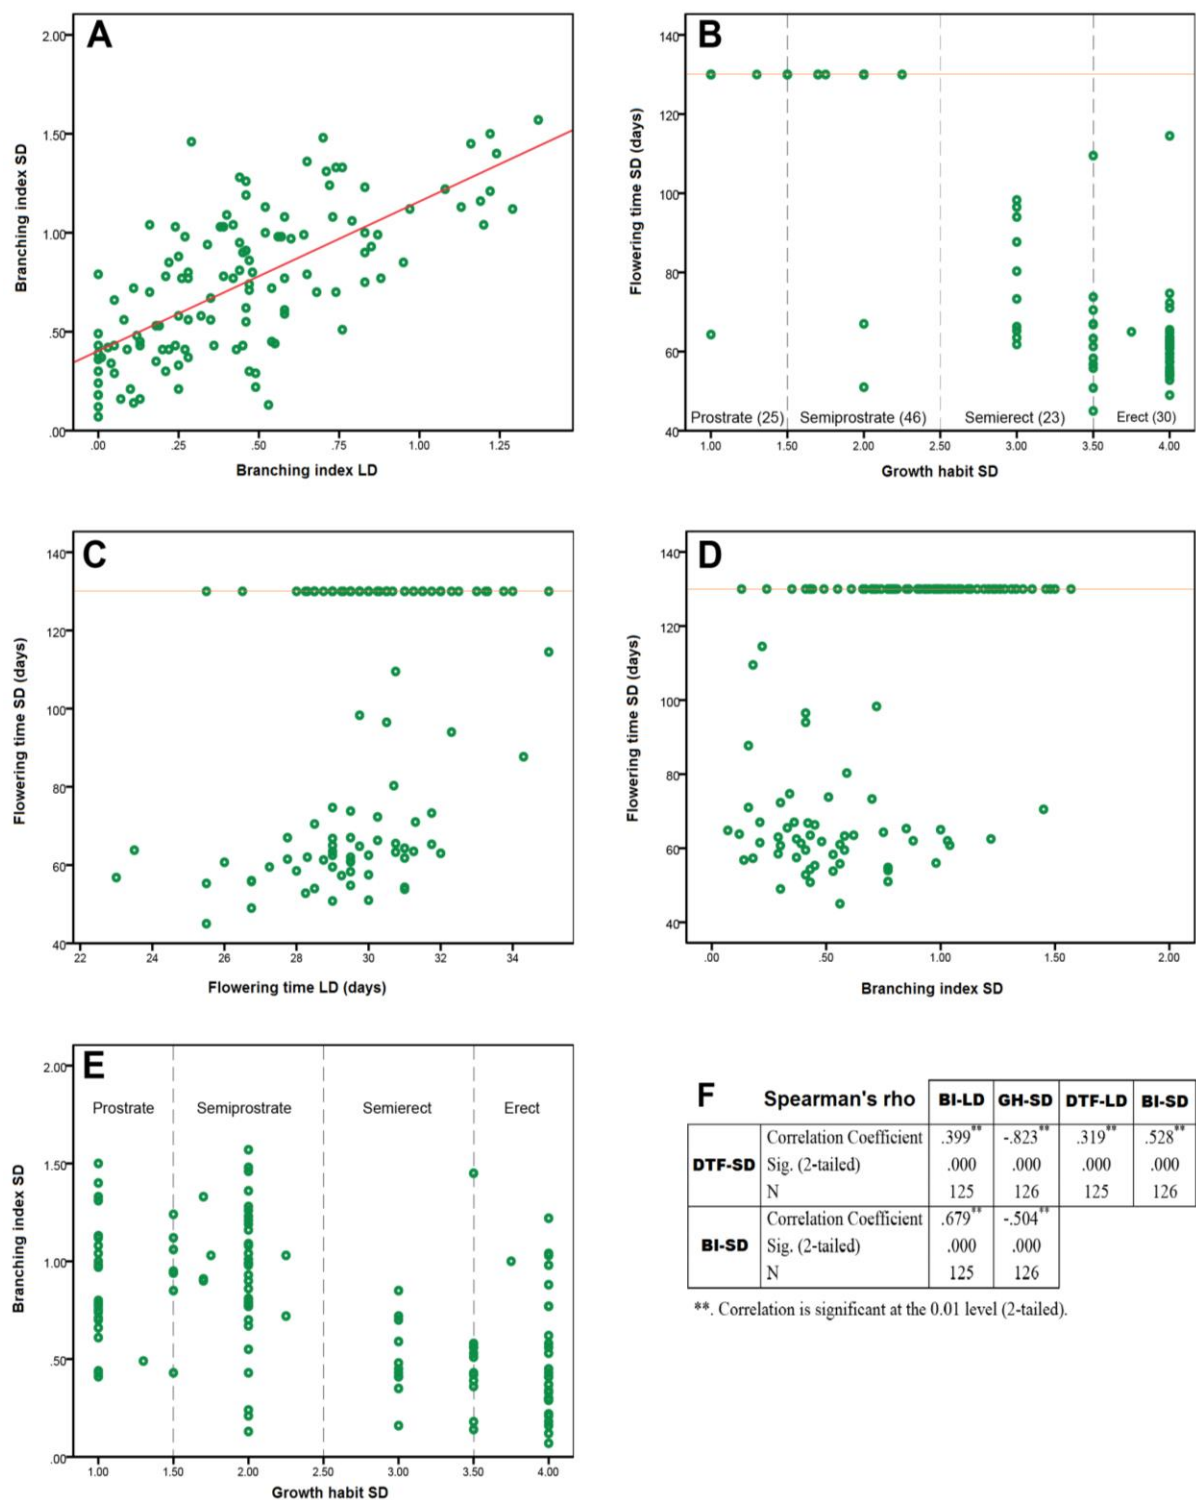 A
2.00
1.50
1.00
.50
.00
.00 .25 .50 .75 1.00 1.25
Branching index SD
Branching index LD
B
140
120
100
80
60
40
Prostrate (25) Semiprostrate (46) Semierect (23) Erect (30)
1.00 1.50 2.00 2.50 3.00 3.50 4.00
Flowering time SD (days)
Growth habit SD
C
140
120
100
80
60
40
22 24 26 28 30 32 34
Flowering time SD (days)
Flowering time LD (days)
D
140
120
100
80
60
40
.00 .50 1.00 1.50 2.00
Flowering time SD (days)
Branching index SD
E
2.00
Prostrate Semiprostrate Semierect Erect
1.50
1.00
.50
.00
1.00 1.50 2.00 2.50 3.00 3.50 4.00
Branching index SD
Growth habit SD
F Spearman's rho BI-LD GH-SD DTF-LD BI-SD
DTF-SD
Correlation Coefficient .399** -.823** .319** .528**
Sig. (2-tailed) .000 .000 .000 .000
N 125 126 125 126
BI-SD
Correlation Coefficient .679** -.504**
Sig. (2-tailed) .000 .000
N 125 126
**. Correlation is significant at the 0.01 level (2-tailed).